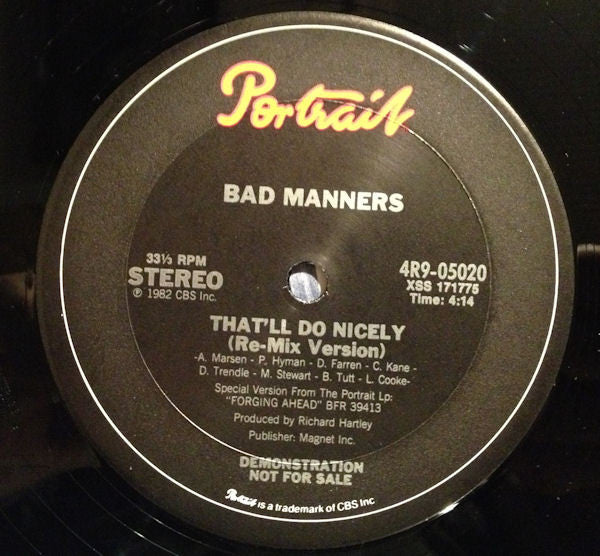 Portrait
BAD MANNERS
33⅓ RPM
STEREO
℗ 1982 CBS Inc.
4R9-05020
XSS 171775
Time: 4:14
THAT'LL DO NICELY
(Re-Mix Version)
-A. Marsen - P. Hyman - D. Farren - C. Kane -
D. Trendle - M. Stewart - B. Tutt - L. Cooke-
Special Version From The Portrait Lp:
"FORGING AHEAD" BFR 39413
Produced by Richard Hartley
Publisher: Magnet Inc.
DEMONSTRATION
NOT FOR SALE
Portrait is a trademark of CBS Inc